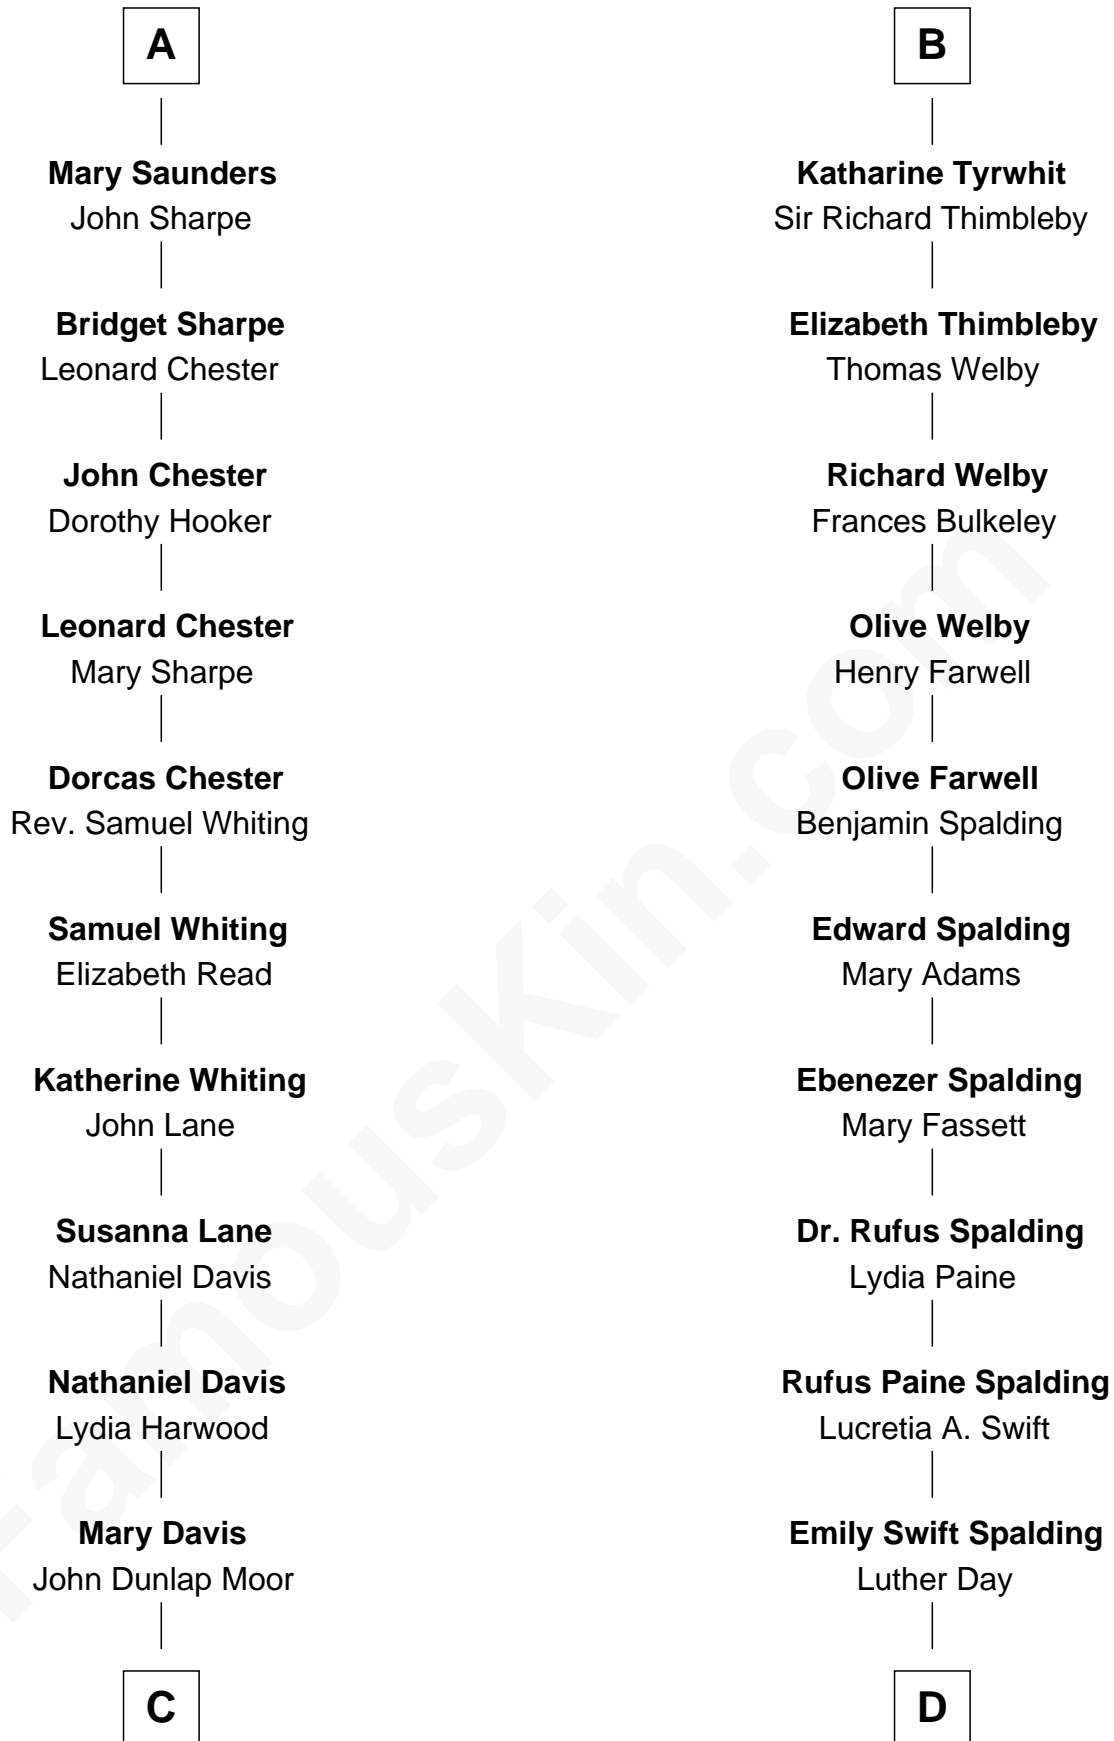 A
Mary Saunders
John Sharpe
Bridget Sharpe
Leonard Chester
John Chester
Dorothy Hooker
Leonard Chester
Mary Sharpe
Dorcas Chester
Rev. Samuel Whiting
Samuel Whiting
Elizabeth Read
Katherine Whiting
John Lane
Susanna Lane
Nathaniel Davis
Nathaniel Davis
Lydia Harwood
Mary Davis
John Dunlap Moor
C
B
Katharine Tyrwhit
Sir Richard Thimbleby
Elizabeth Thimbleby
Thomas Welby
Richard Welby
Frances Bulkeley
Olive Welby
Henry Farwell
Olive Farwell
Benjamin Spalding
Edward Spalding
Mary Adams
Ebenezer Spalding
Mary Fassett
Dr. Rufus Spalding
Lydia Paine
Rufus Paine Spalding
Lucretia A. Swift
Emily Swift Spalding
Luther Day
D
FamousKin.com